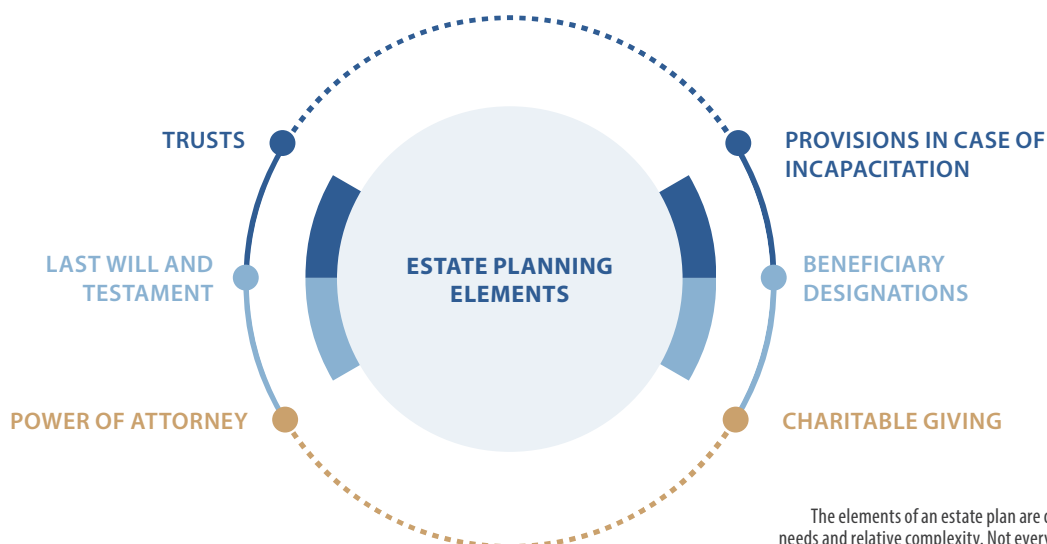 TRUSTS
PROVISIONS IN CASE OF
INCAPACITATION
LAST WILL AND
TESTAMENT
ESTATE PLANNING
ELEMENTS
BENEFICIARY
DESIGNATIONS
POWER OF ATTORNEY
CHARITABLE GIVING
The elements of an estate plan are
needs and relative complexity. Not every